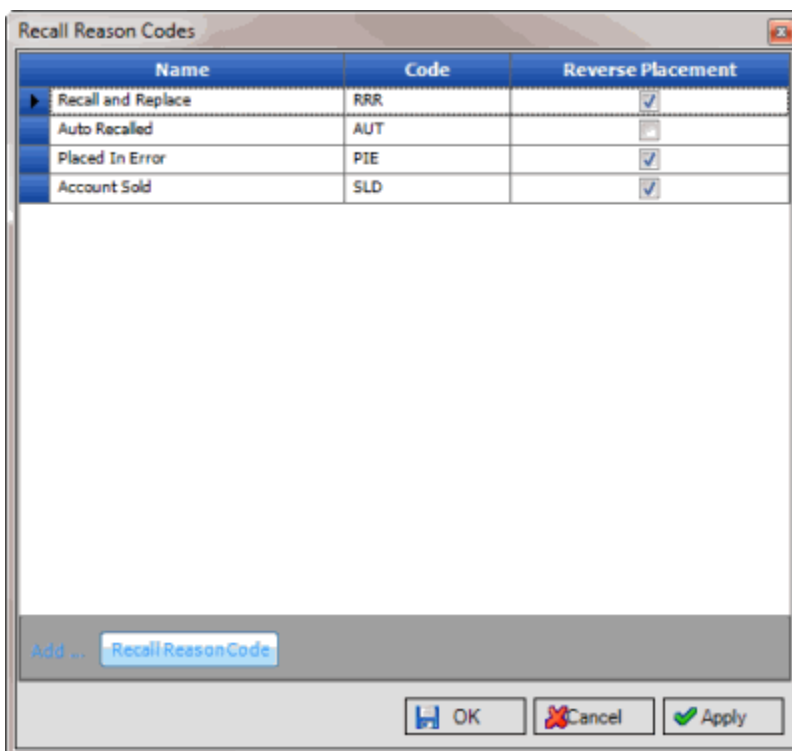 Recall Reason Codes
Name Code Reverse Placement
Recall and Replace RRR
Auto Recalled AUT
Placed In Error PIE
Account Sold SLD
Add ... Recall Reason Code
OK Cancel Apply